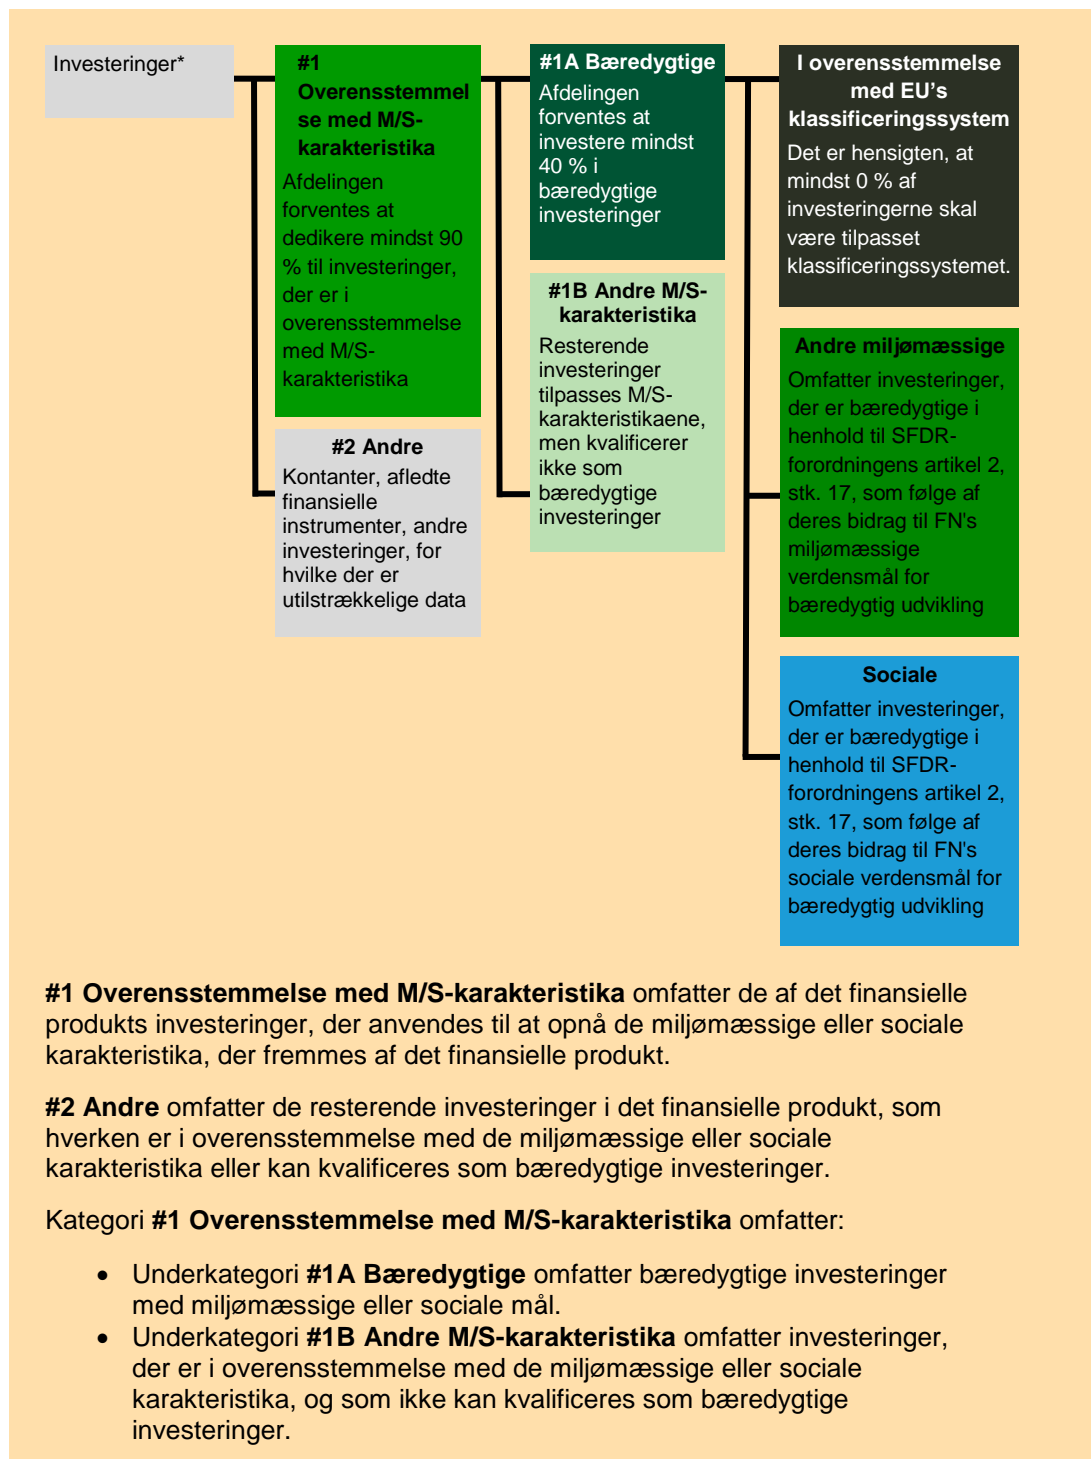 Investeringer*
#1
Overensstemmel
se med M/S-
karakteristika
Afdelingen
forventes at
dedikere mindst 90
% til investeringer,
der er i
overensstemmelse
med M/S-
karakteristika
#2 Andre
Kontanter, afledte
finansielle
instrumenter, andre
investeringer, for
hvilke der er
utilstrækkelige data
#1A Bæredygtige
Afdelingen
forventes at
investere mindst
40 % i
bæredygtige
investeringer
#1B Andre M/S-
karakteristika
Resterende
investeringer
tilpasses M/S-
karakteristikaene,
men kvalificerer
ikke som
bæredygtige
investeringer
I overensstemmelse
med EU's
klassificeringssystem
Det er hensigten, at
mindst 0 % af
investeringerne skal
være tilpasset
klassificeringssystemet.
Andre miljømæssige
Omfatter investeringer,
der er bæredygtige i
henhold til SFDR-
forordningens artikel 2,
stk. 17, som følge af
deres bidrag til FN's
miljømæssige
verdensmål for
bæredygtig udvikling
Sociale
Omfatter investeringer,
der er bæredygtige i
henhold til SFDR-
forordningens artikel 2,
stk. 17, som følge af
deres bidrag til FN's
sociale verdensmål for
bæredygtig udvikling
#1 Overensstemmelse med M/S-karakteristika omfatter de af det finansielle
produkts investeringer, der anvendes til at opnå de miljømæssige eller sociale
karakteristika, der fremmes af det finansielle produkt.
#2 Andre omfatter de resterende investeringer i det finansielle produkt, som
hverken er i overensstemmelse med de miljømæssige eller sociale
karakteristika eller kan kvalificeres som bæredygtige investeringer.
Kategori #1 Overensstemmelse med M/S-karakteristika omfatter:
• Underkategori #1A Bæredygtige omfatter bæredygtige investeringer
med miljømæssige eller sociale mål.
• Underkategori #1B Andre M/S-karakteristika omfatter investeringer,
der er i overensstemmelse med de miljømæssige eller sociale
karakteristika, og som ikke kan kvalificeres som bæredygtige
investeringer.